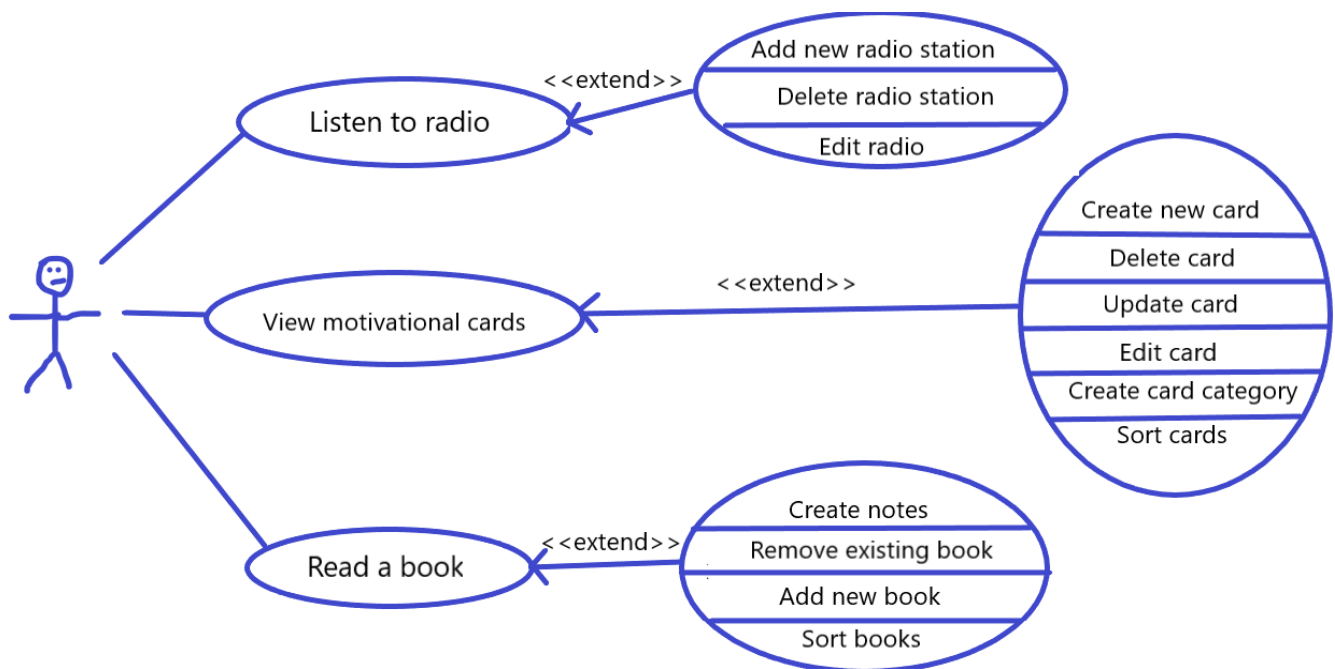 Listen to radio
<<extend>>
Add new radio station
Delete radio station
Edit radio
View motivational cards
<<extend>>
Create new card
Delete card
Update card
Edit card
Create card category
Sort cards
Read a book
<<extend>>
Create notes
Remove existing book
Add new book
Sort books